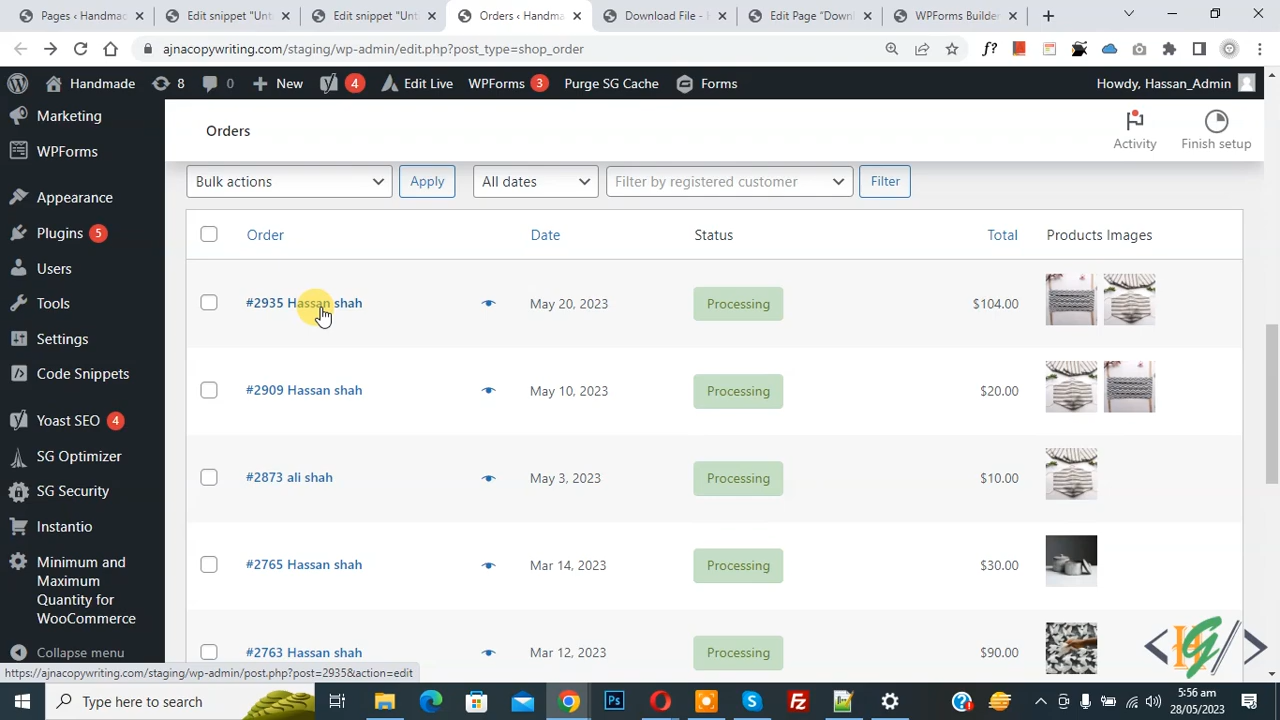 Pages ‹ Handmac
Edit snippet "Unt
Edit snippet "Unt
Orders ‹ Handma
Download File - H
Edit Page "Downl
WPForms Builder
ajnacopywriting.com/staging/wp-admin/edit.php?post_type=shop_order
f?
Handmade
8
0
New
4
Edit Live
WPForms 3
Purge SG Cache
Forms
Howdy, Hassan_Admin
Marketing
WPForms
Appearance
Plugins 5
Users
Tools
Settings
Code Snippets
Yoast SEO 4
SG Optimizer
SG Security
Instantio
Minimum and
Maximum
Quantity for
WooCommerce
Collapse menu
Orders
Activity
Finish setup
Bulk actions
Apply
All dates
Filter by registered customer
Filter
Order
Date
Status
Total
Products Images
#2935 Hassan shah
May 20, 2023
Processing
$104.00
#2909 Hassan shah
May 10, 2023
Processing
$20.00
#2873 ali shah
May 3, 2023
Processing
$10.00
#2765 Hassan shah
Mar 14, 2023
Processing
$30.00
#2763 Hassan shah
Mar 12, 2023
Processing
$90.00
https://ajnacopywriting.com/staging/wp-admin/post.php?post=2935&action=edit
Type here to search
Ps
5:56 am
28/05/2023